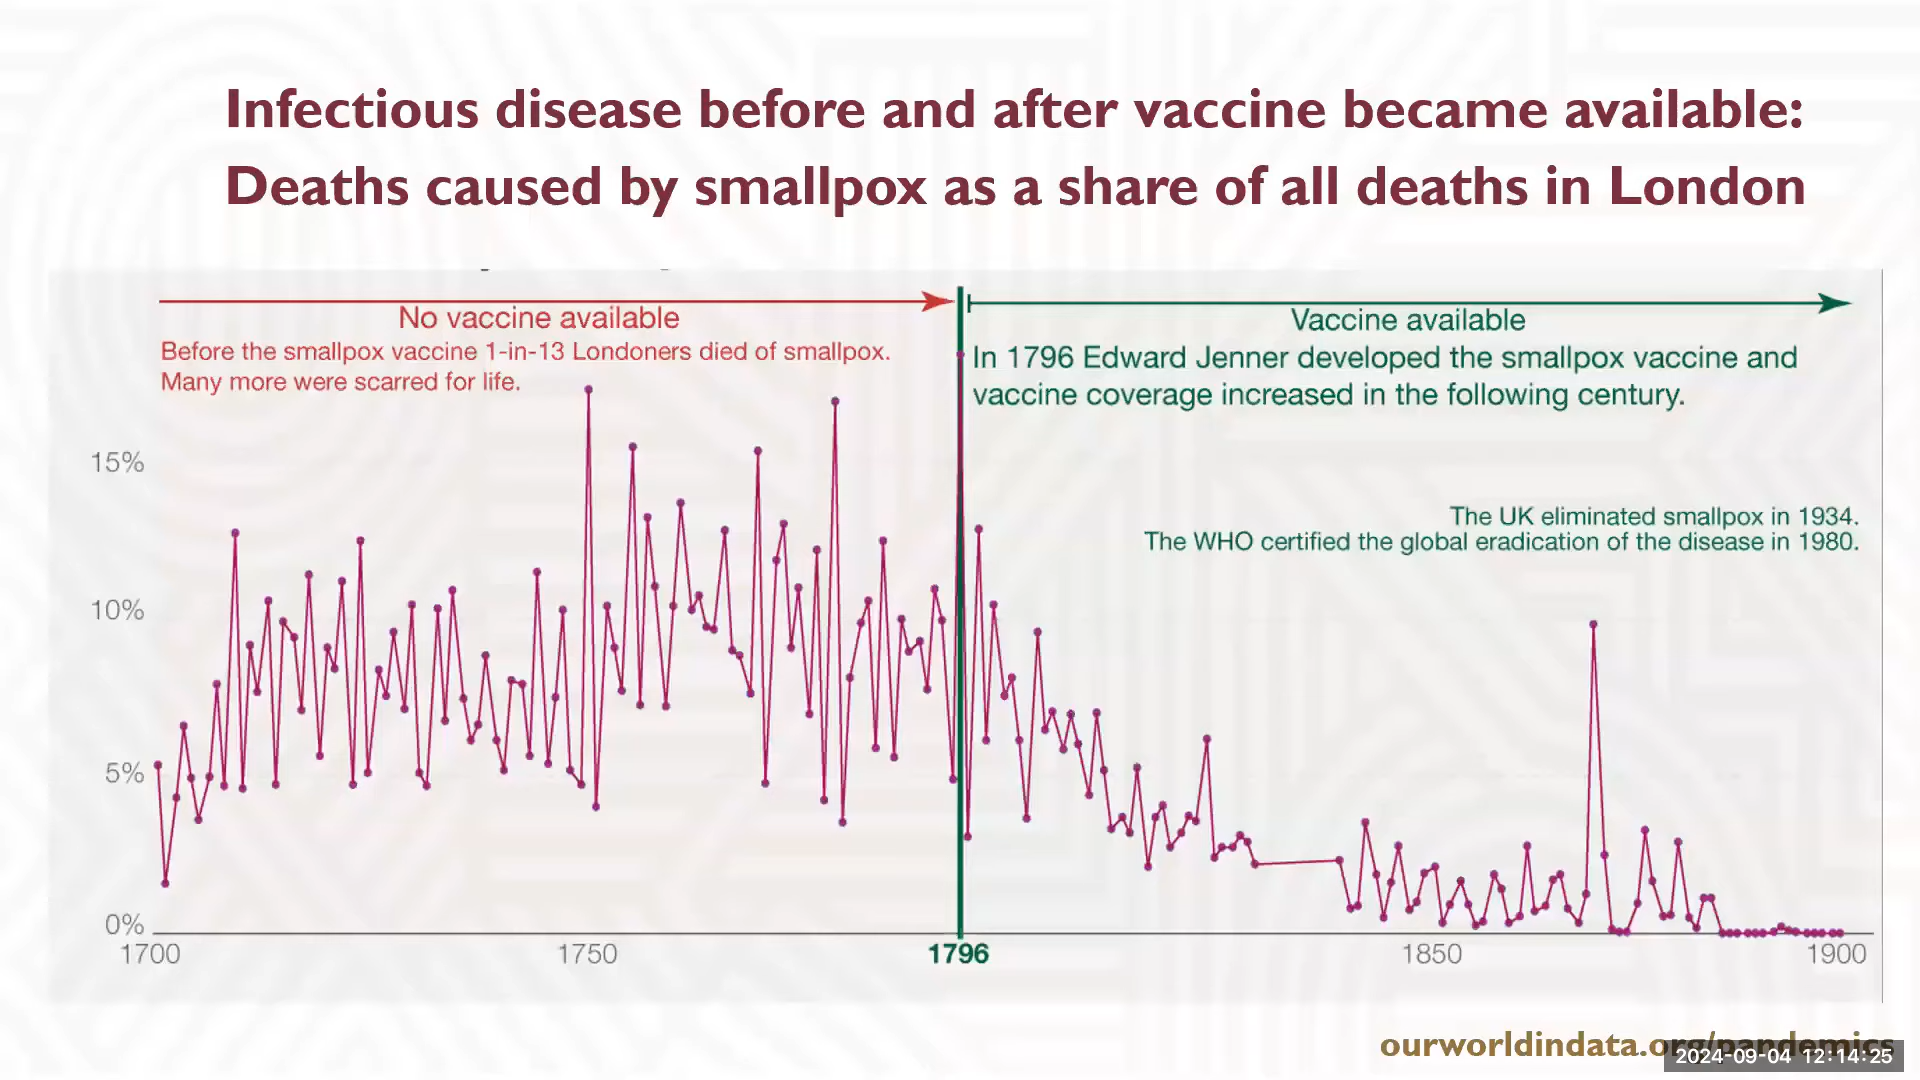 Infectious disease before and after vaccine became available:
Deaths caused by smallpox as a share of all deaths in London
No vaccine available
Before the smallpox vaccine 1-in-13 Londoners died of smallpox.
Many more were scarred for life.
Vaccine available
In 1796 Edward Jenner developed the smallpox vaccine and
vaccine coverage increased in the following century.
The UK eliminated smallpox in 1934.
The WHO certified the global eradication of the disease in 1980.
15%
10%
5%
0%
1700 1750 1796 1850 1900
ourworldindata.org/pandemics
2024-09-04 12:14:25